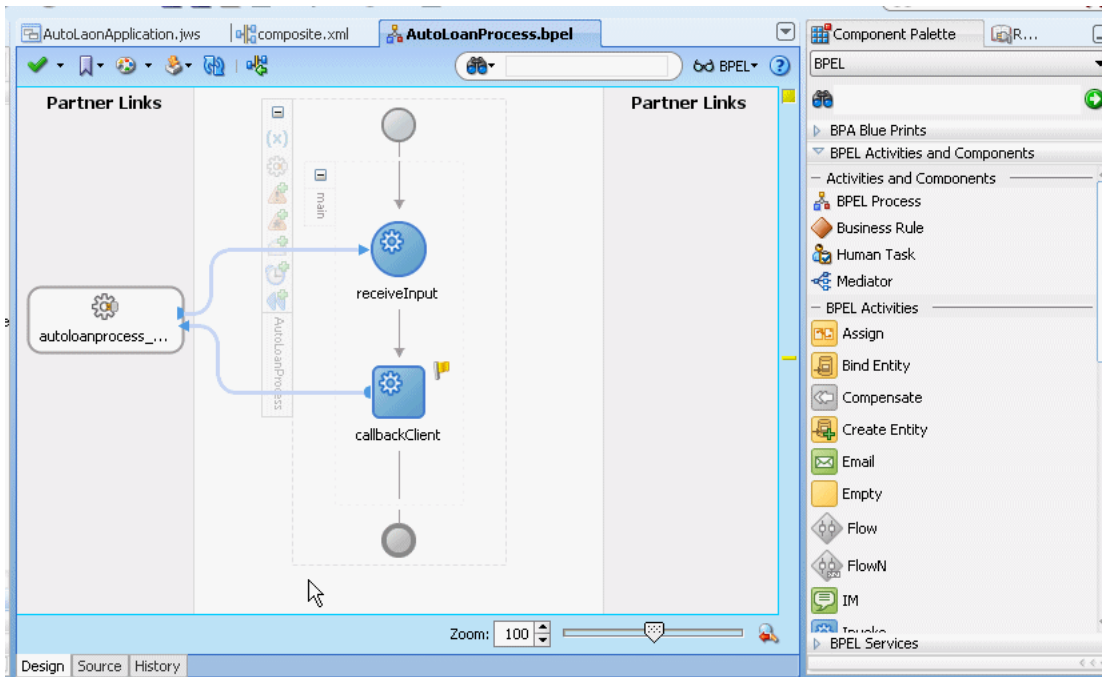 AutoLaonApplication.jws
composite.xml
AutoLoanProcess.bpel
Component Palette
R...
BPEL
BPEL
Partner Links
Partner Links
main
receiveInput
autoloanprocess_...
AutoLoanProcess
callbackClient
BPA Blue Prints
BPEL Activities and Components
Activities and Components
BPEL Process
Business Rule
Human Task
Mediator
BPEL Activities
Assign
Bind Entity
Compensate
Create Entity
Email
Empty
Flow
FlowN
IM
Invoke
BPEL Services
Zoom: 100
Design Source History